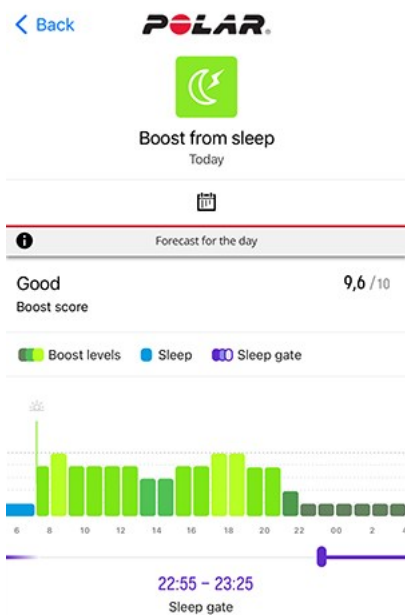 Back
POLAR.
Boost from sleep
Today
Forecast for the day
Good
9,6 /10
Boost score
Boost levels
Sleep
Sleep gate
6 8 10 12 14 16 18 20 22 00 2 4
22:55 – 23:25
Sleep gate